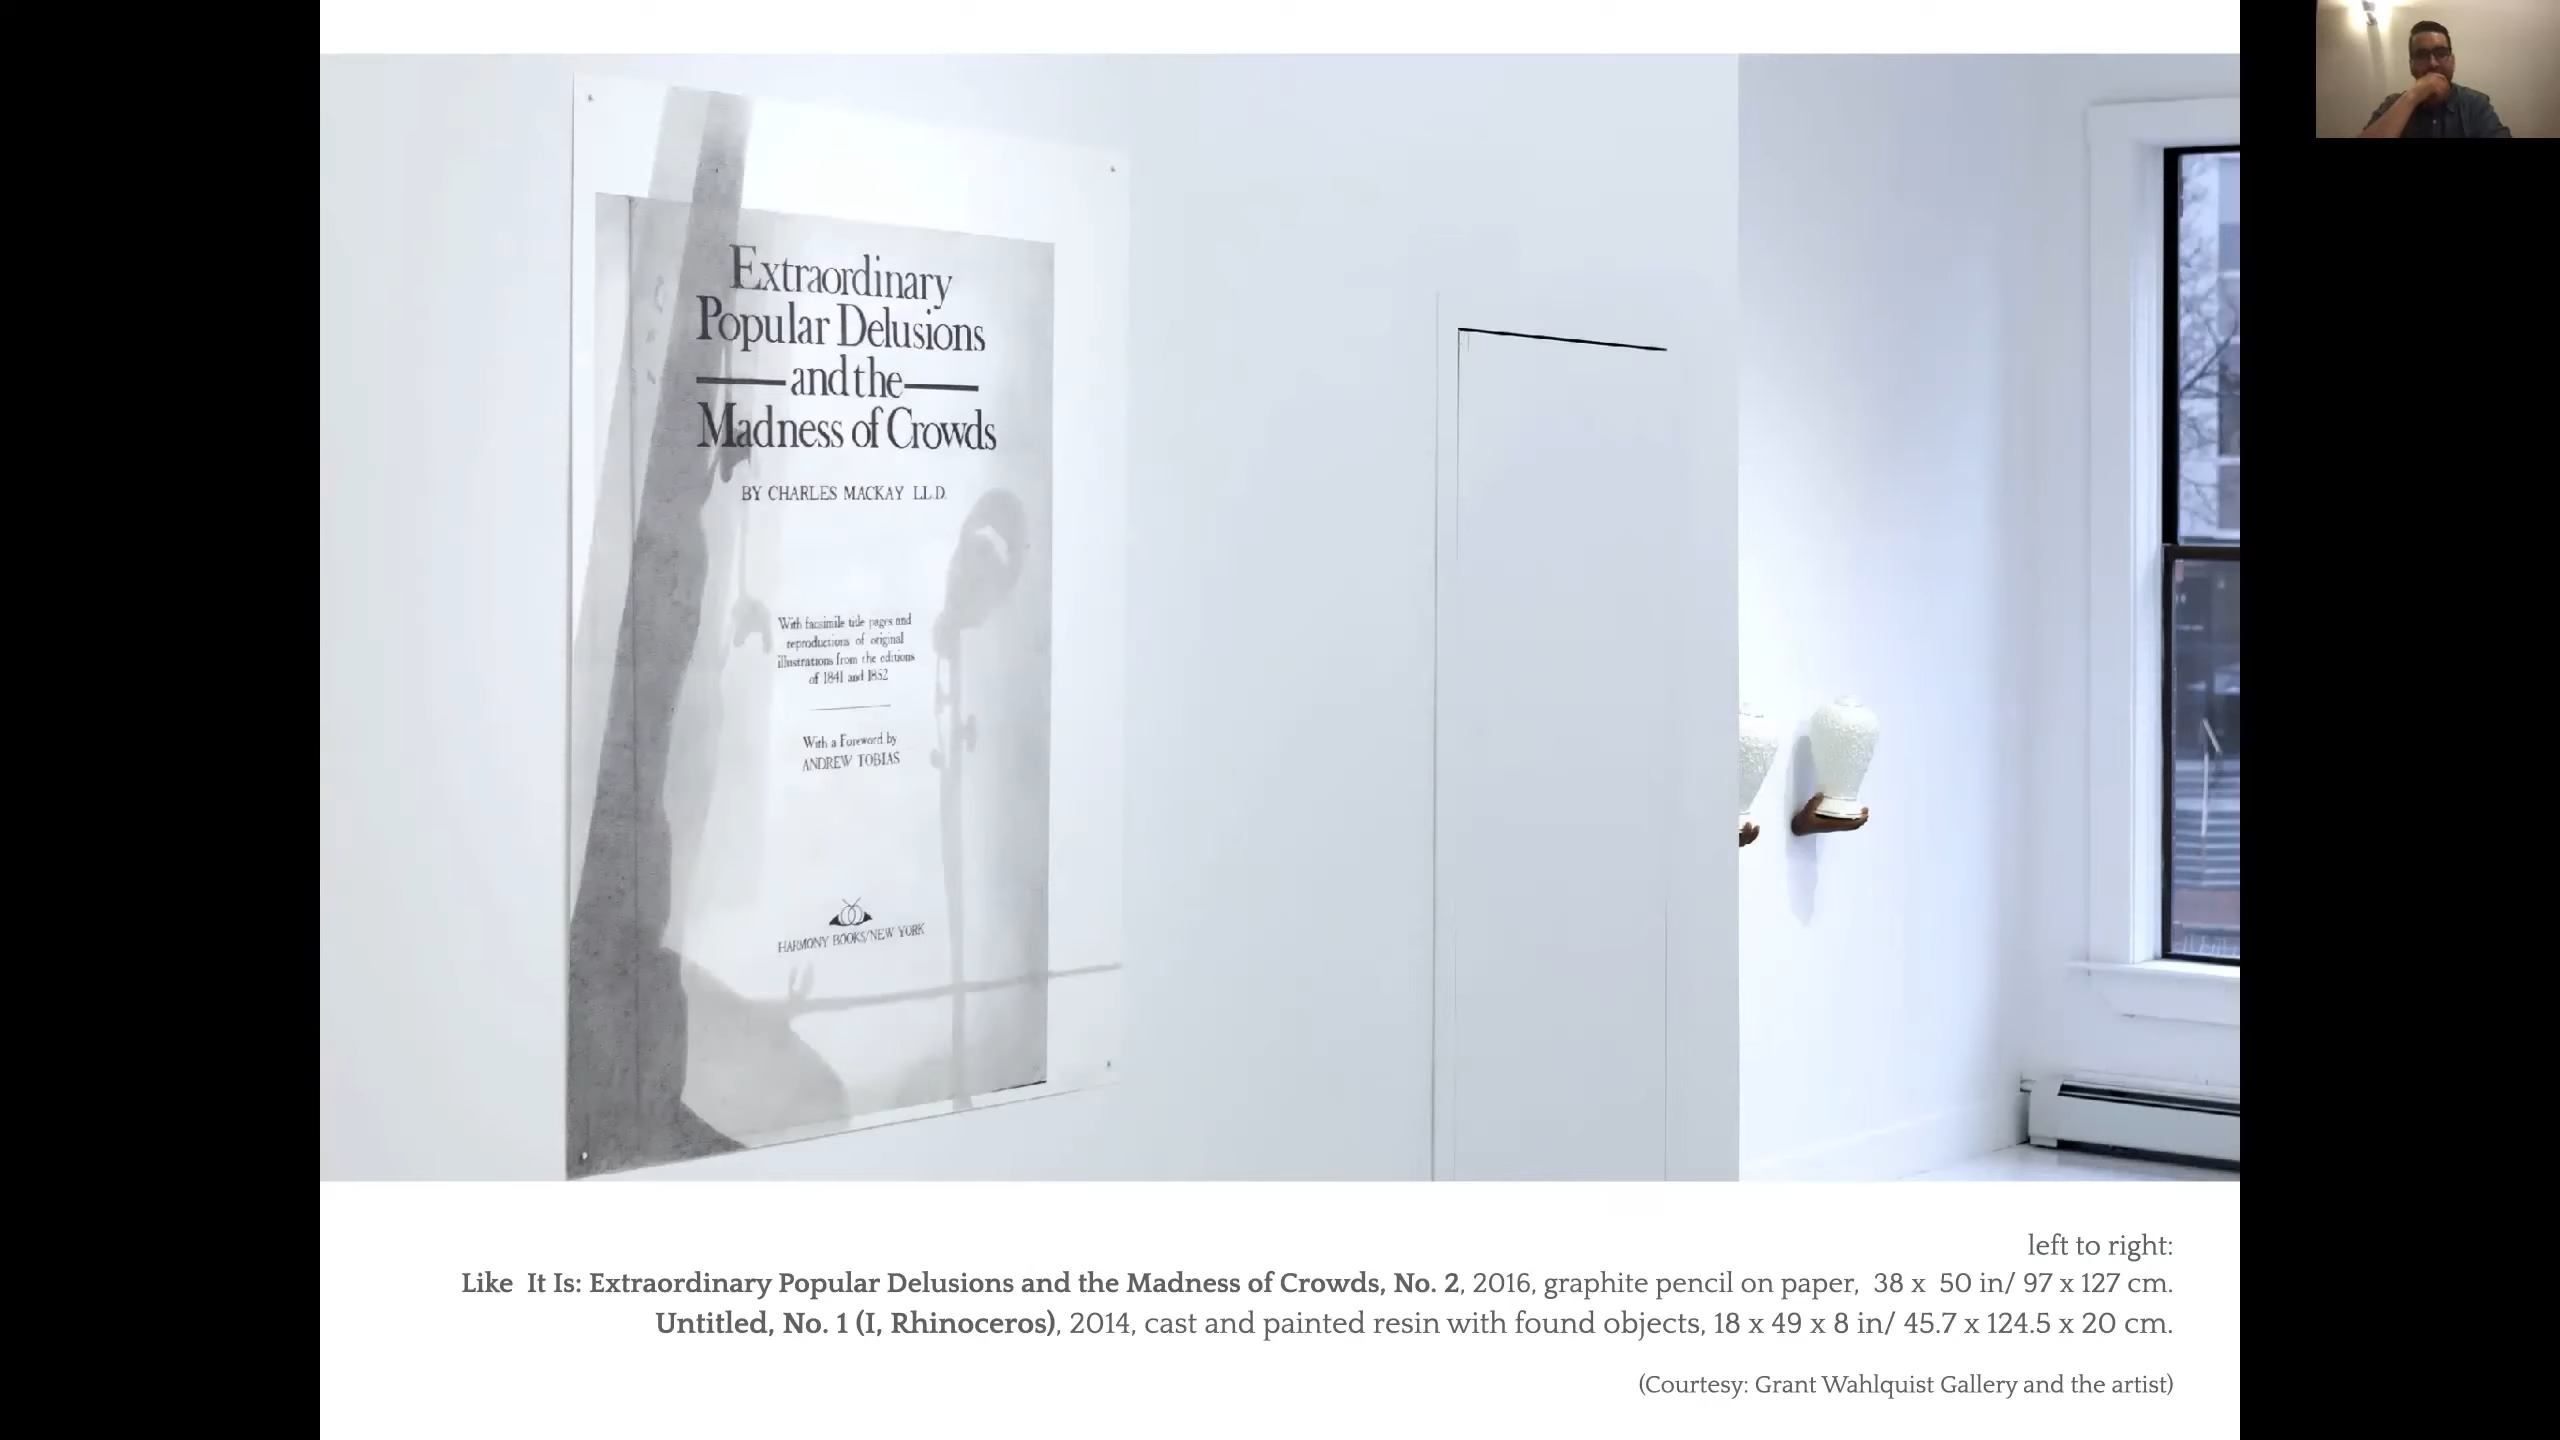 Extraordinary
Popular Delusions
and the
Madness of Crowds
BY CHARLES MACKAY LL.D.
With facsimile title pages and
reproductions of original
illustrations from the editions
of 1841 and 1852
With a Foreword by
ANDREW TOBIAS
HARMONY BOOKS/NEW YORK
left to right:
Like It Is: Extraordinary Popular Delusions and the Madness of Crowds, No. 2, 2016, graphite pencil on paper, 38 x 50 in/ 97 x 127 cm.
Untitled, No. 1 (I, Rhinoceros), 2014, cast and painted resin with found objects, 18 x 49 x 8 in/ 45.7 x 124.5 x 20 cm.
(Courtesy: Grant Wahlquist Gallery and the artist)